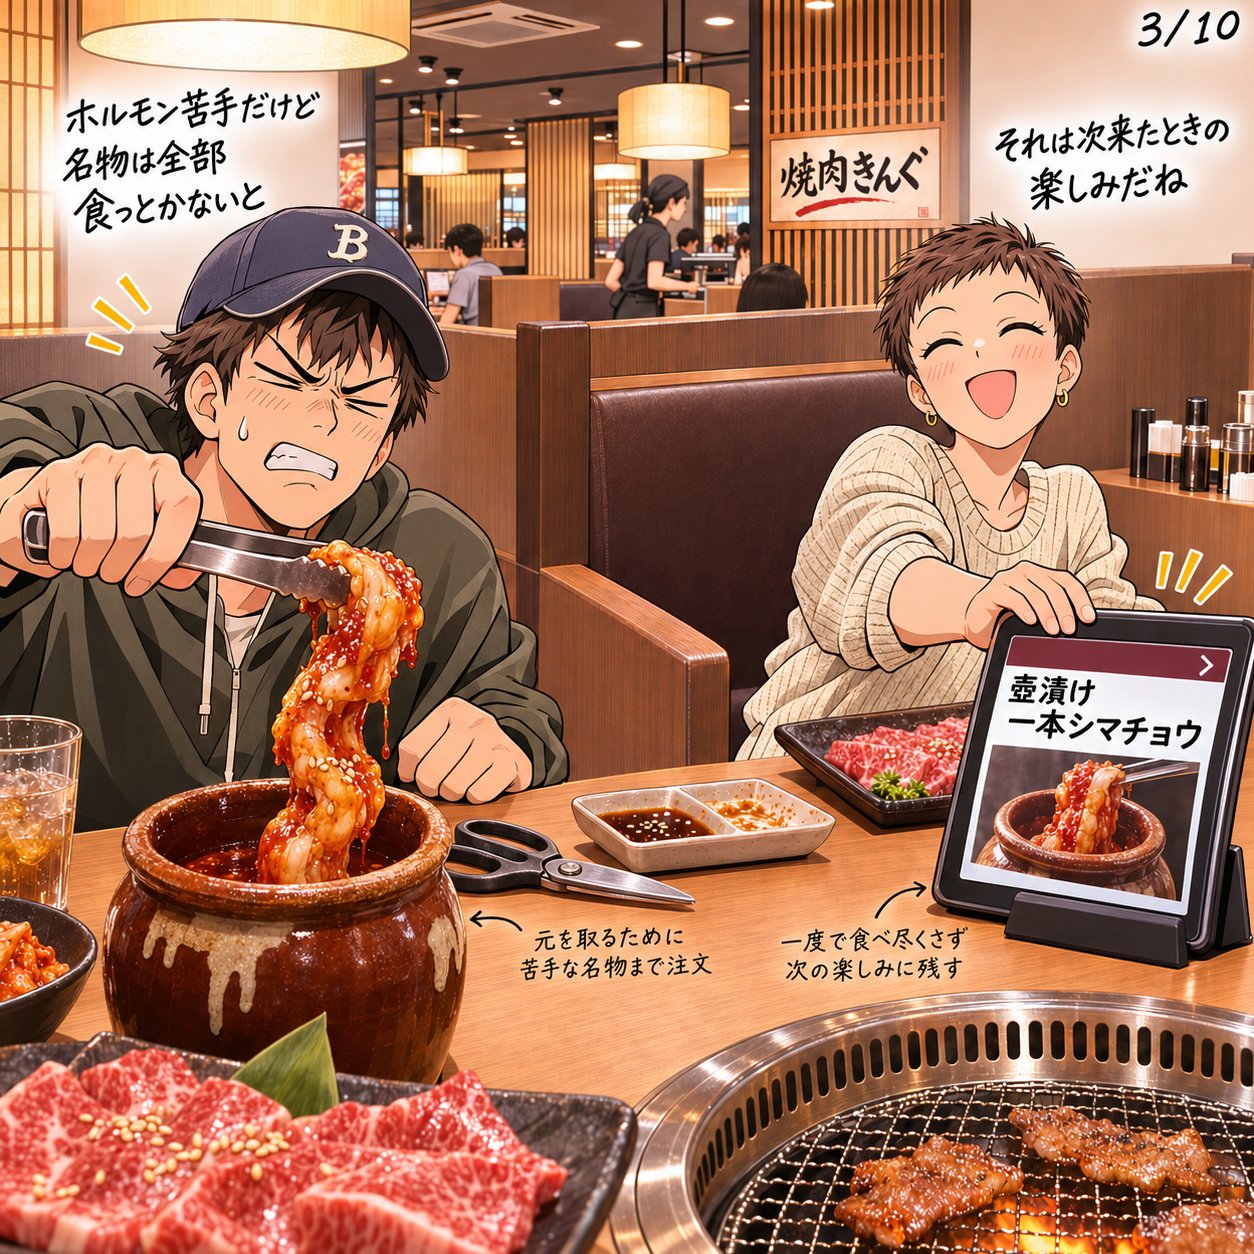 3/10
ホルモン苦手だけど
名物は全部
食っとかないと
それは次来たときの
楽しみだね
焼肉きんぐ
B
壺漬け
一本シマチョウ
元を取るために
苦手な名物まで注文
一度で食べ尽くさず
次の楽しみに残す